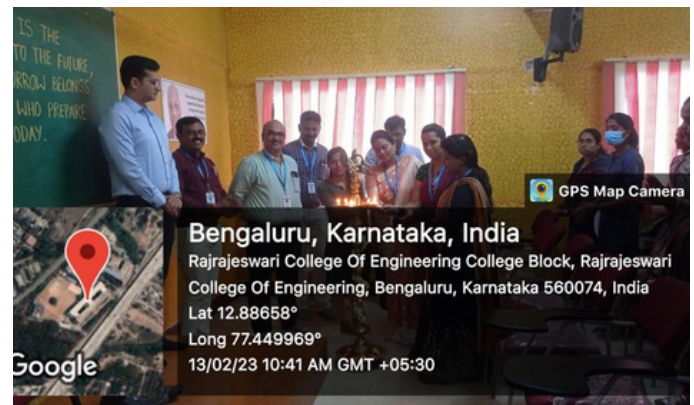 IS THE
TO THE FUTURE,
RROW BELONGS
WHO PREPARE
ODAY.
GPS Map Camera
Bengaluru, Karnataka, India
Rajrajeswari College Of Engineering College Block, Rajrajeswari
College Of Engineering, Bengaluru, Karnataka 560074, India
Lat 12.88658°
Long 77.449969°
13/02/23 10:41 AM GMT +05:30
Google